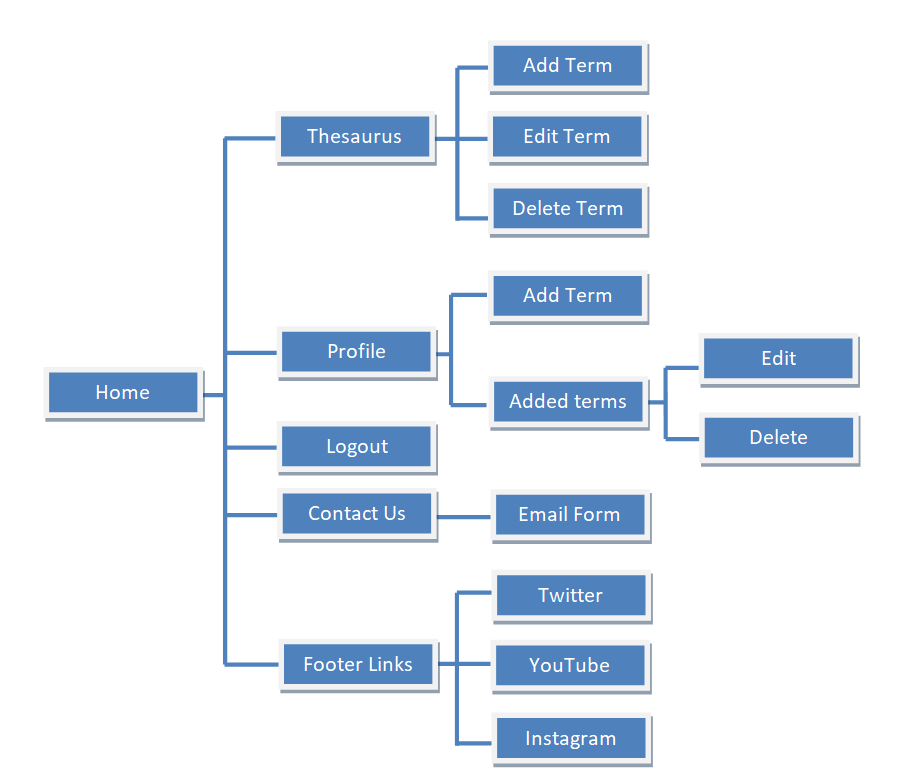 Add Term
Thesaurus
Edit Term
Delete Term
Add Term
Profile
Edit
Home
Added terms
Delete
Logout
Contact Us
Email Form
Twitter
Footer Links
YouTube
Instagram